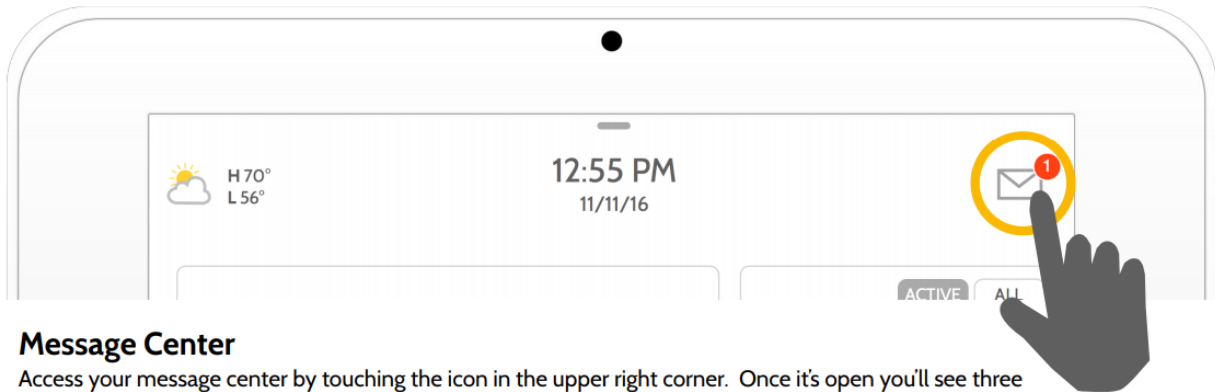 H 70°
L 56°
12:55 PM
11/11/16
1
ACTIVE
ALL
Message Center
Access your message center by touching the icon in the upper right corner. Once it's open you'll see three